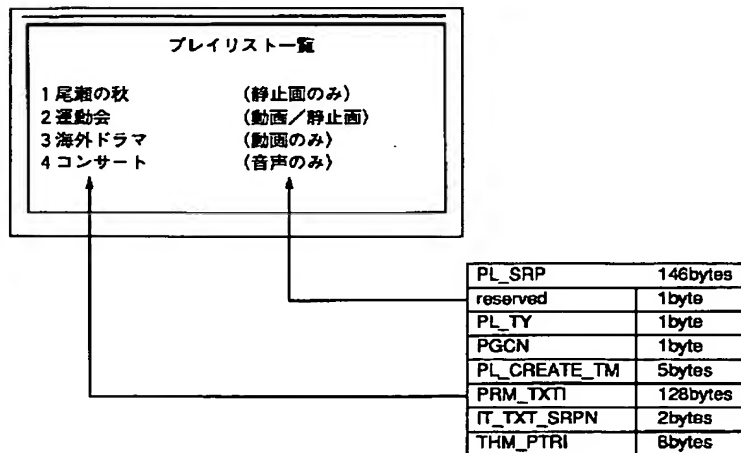 プレイリスト一覧
1 尾瀬の秋 (静止画のみ)
2 運動会 (動画/静止画)
3 海外ドラマ (動画のみ)
4 コンサート (音声のみ)
PL_SRP 146bytes
reserved 1byte
PL_TY 1byte
PGCN 1byte
PL_CREATE_TM 5bytes
PRM_TXTI 128bytes
IT_TXT_SRPN 2bytes
THM_PTRI 8bytes